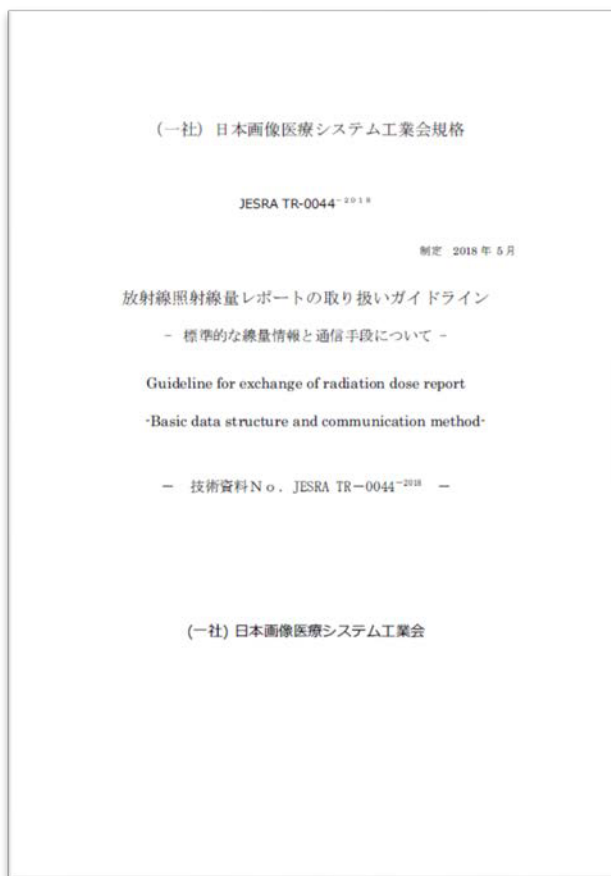 (一社) 日本画像医療システム工業会規格
JESRA TR-0044⁻²⁰¹⁸
制定 2018年5月
放射線照射線量レポートの取り扱いガイドライン
- 標準的な線量情報と通信手段について -
Guideline for exchange of radiation dose report
-Basic data structure and communication method-
－ 技術資料No. JESRA TR-0044⁻²⁰¹⁸ －
(一社) 日本画像医療システム工業会